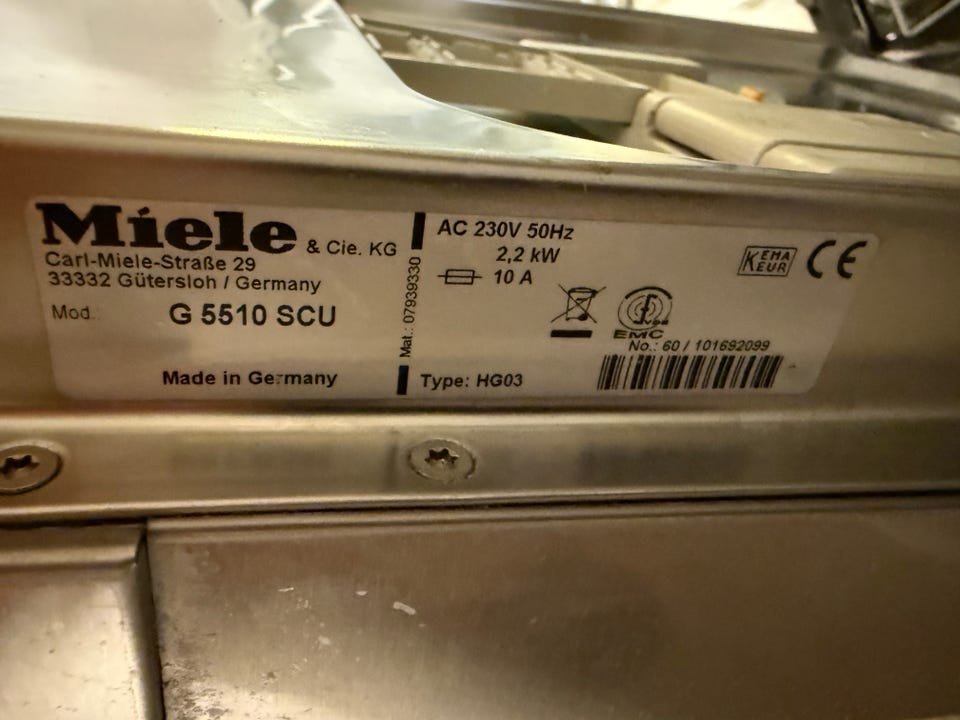 Miele & Cie. KG
Carl-Miele-Straße 29
33332 Gütersloh / Germany
Mod.: G 5510 SCU
Made in Germany
Mat.: 07939330
AC 230V 50Hz
2,2 kW
10 A
Type: HG03
EMC
No.: 60 / 101692099
KEMA
KEUR
CE